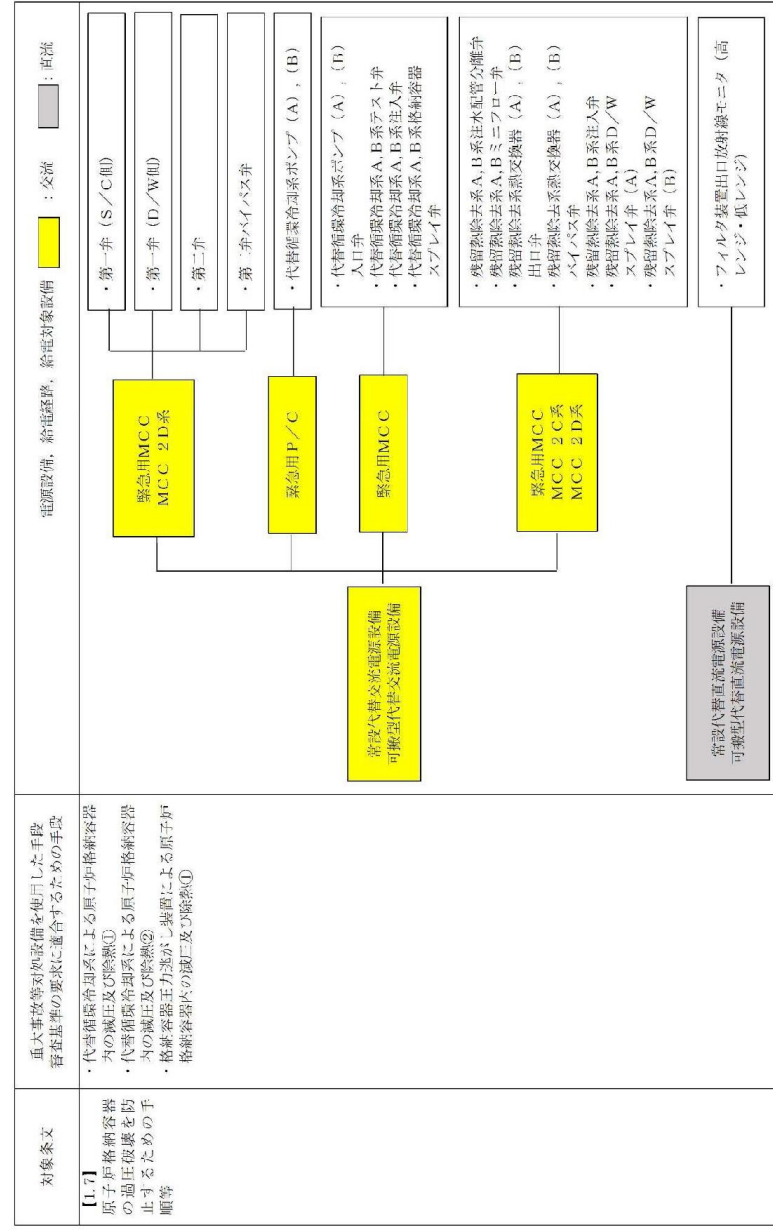 対象条文
【1.7】
原子炉格納容器
の過圧破壊を防
止するための手
順等
重大事故等対処設備を使用した手段
審査基準の要求に適合するための手段
・代替循環冷却系による原子炉格納容器
内の減圧及び除熱①
・代替循環冷却系による原子炉格納容器
内の減圧及び除熱②
・格納容器圧力逃がし装置による原子炉
格納容器内の減圧及び除熱①
電源設備，給電経路，給電対象設備
：交流
：直流
常設代替交流電源設備
可搬型代替交流電源設備
緊急用MCC
MCC 2D系
・第一弁（S／C側）
・第一弁（D／W側）
・第二弁
・第二弁バイパス弁
緊急用P／C
・代替循環冷却系ポンプ（A），（B）
緊急用MCC
・代替循環冷却系ポンプ（A），（B）
入口弁
・代替循環冷却系A,B系テスト弁
・代替循環冷却系A,B系注入弁
・代替循環冷却系A,B系格納容器
スプレイ弁
緊急用MCC
MCC 2C系
MCC 2D系
・残留熱除去系A,B系注水配管分離弁
・残留熱除去系A,Bミニフロー弁
・残留熱除去系熱交換器（A），（B）
出口弁
・残留熱除去系熱交換器（A），（B）
バイパス弁
・残留熱除去系A,B系注入弁
・残留熱除去系A,B系D／W
スプレイ弁（A）
・残留熱除去系A,B系D／W
スプレイ弁（B）
常設代替直流電源設備
可搬型代替直流電源設備
・フィルタ装置出口放射線モニタ（高
レンジ・低レンジ）